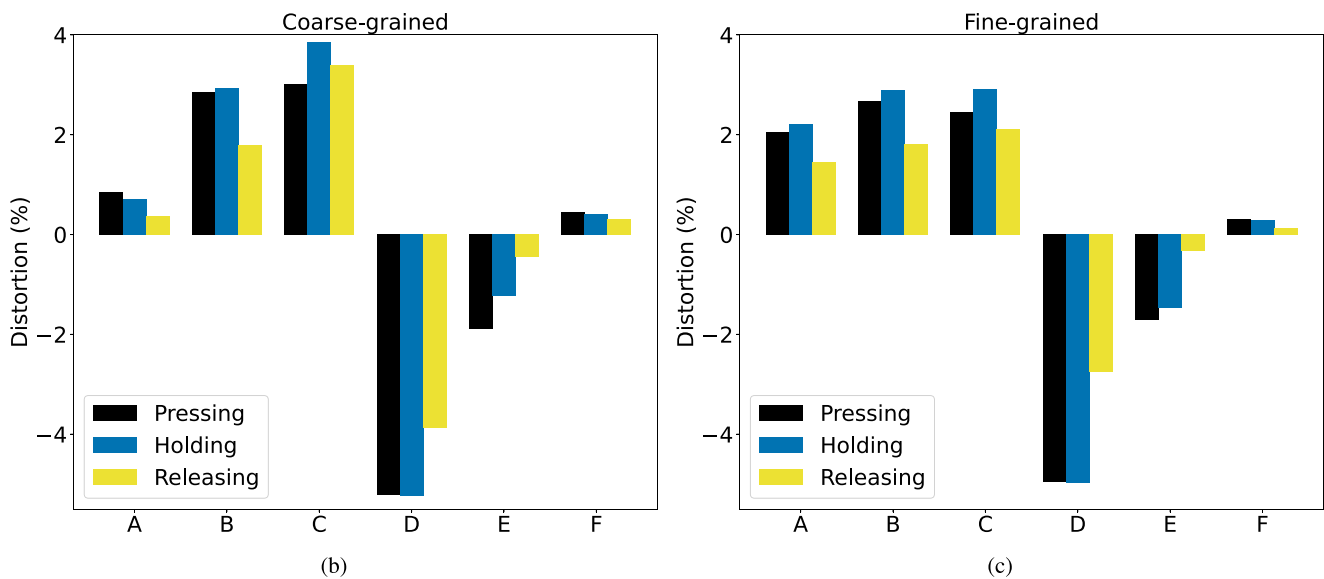 Coarse-grained
Distortion (%)
4
2
0
−2
−4
Pressing
Holding
Releasing
A B C D E F
(b)
Fine-grained
Distortion (%)
4
2
0
−2
−4
Pressing
Holding
Releasing
A B C D E F
(c)